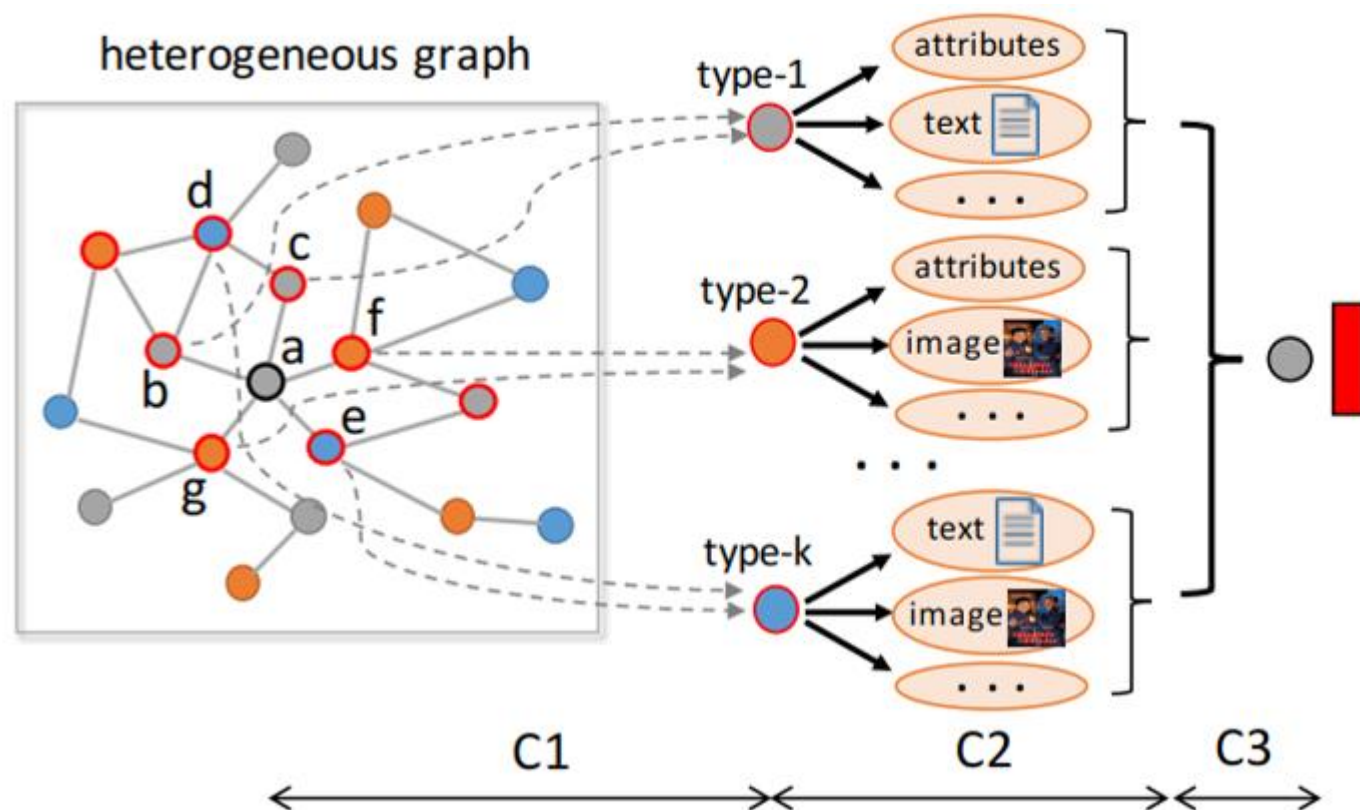 heterogeneous graph
d
c
f
a
b
e
g
type-1
attributes
text
. . .
type-2
attributes
image
. . .
. . .
type-k
text
image
. . .
C1
C2
C3